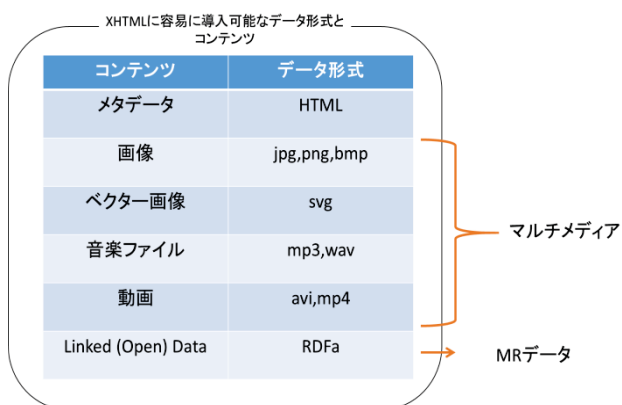 XHTMLに容易に導入可能なデータ形式と
コンテンツ
コンテンツ データ形式
メタデータ HTML
画像 jpg,png,bmp
ベクター画像 svg
音楽ファイル mp3,wav
動画 avi,mp4
Linked (Open) Data RDFa
マルチメディア
MRデータ